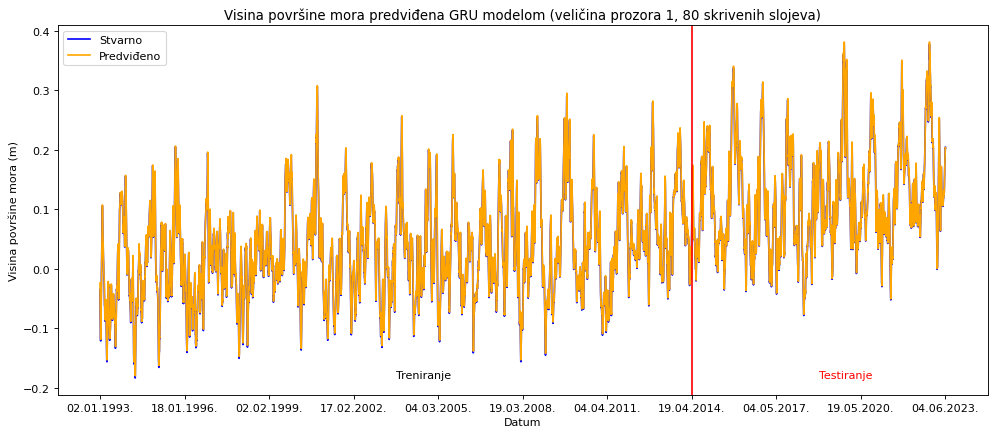 Visina površine mora predviđena GRU modelom (veličina prozora 1, 80 skrivenih slojeva)
Stvarno
Predviđeno
Visina površine mora (m)
0.4
0.3
0.2
0.1
0.0
−0.1
−0.2
Treniranje
Testiranje
02.01.1993.
18.01.1996.
02.02.1999.
17.02.2002.
04.03.2005.
19.03.2008.
04.04.2011.
19.04.2014.
04.05.2017.
19.05.2020.
04.06.2023.
Datum